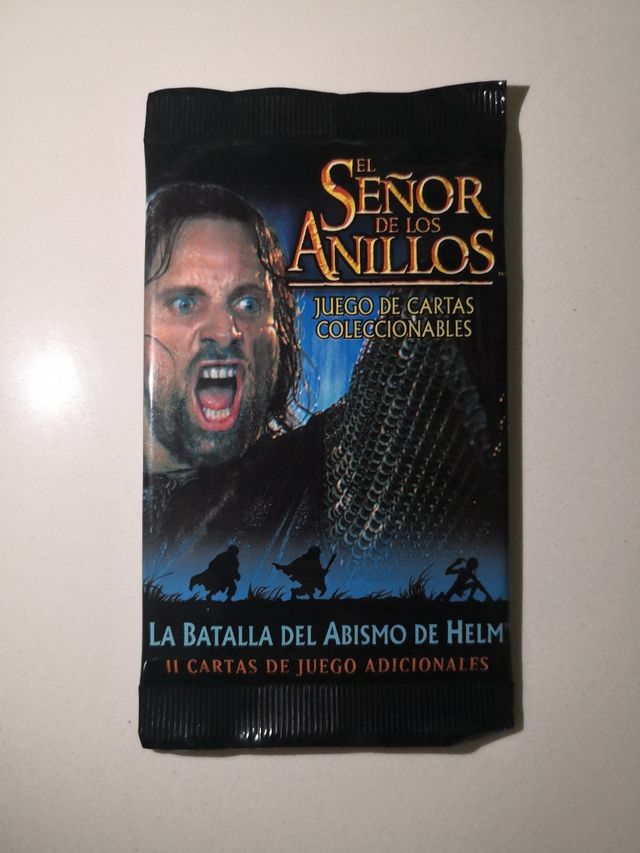 EL
SEÑOR
DE LOS
ANILLOS
JUEGO DE CARTAS
COLECCIONABLES
LA BATALLA DEL ABISMO DE HELM
11 CARTAS DE JUEGO ADICIONALES